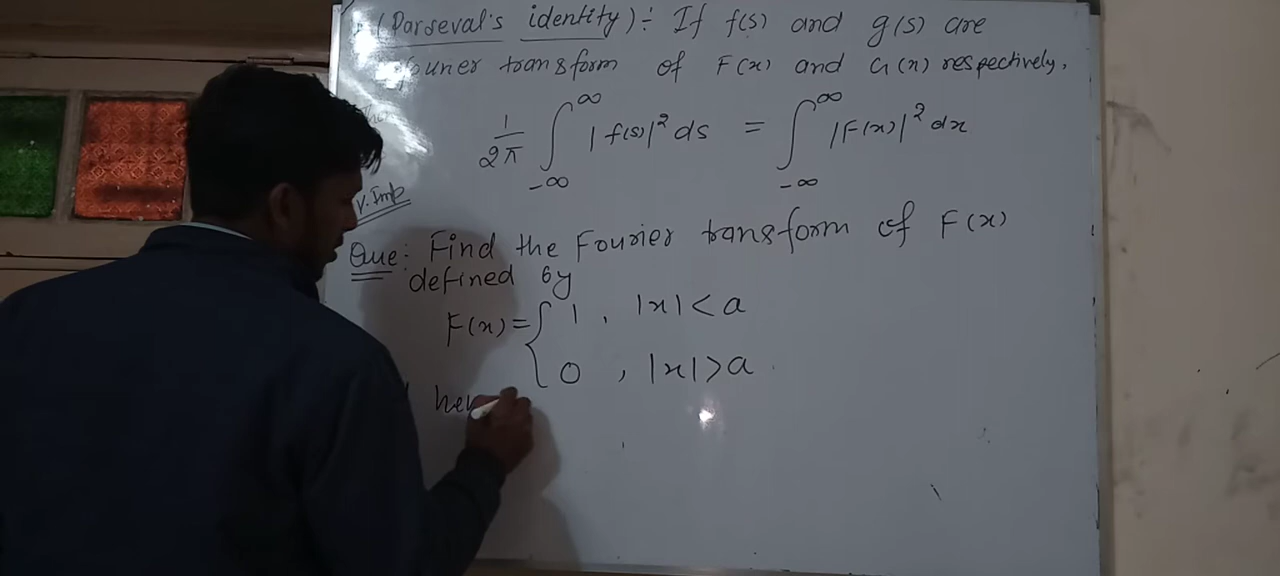 (Parseval's identity) :- If f(s) and g(s) are
fourier transform of F(x) and G(x) respectively,
1/2π ∫_{-∞}^{∞} |f(s)|² ds = ∫_{-∞}^{∞} |F(x)|² dx
V.Imp
Que: Find the Fourier transform of F(x)
defined by
F(x) = { 1 , |x| < a
0 , |x| > a